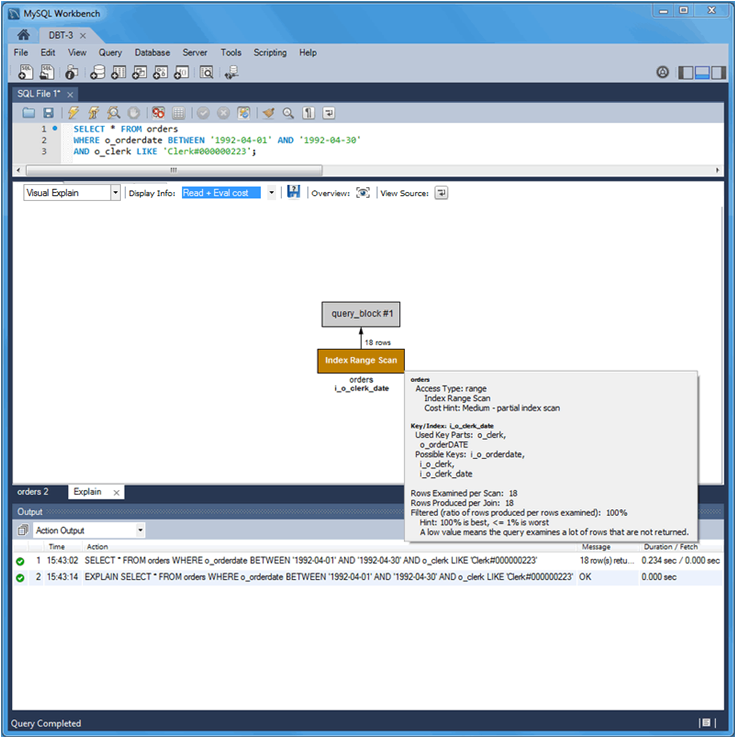 MySQL Workbench
DBT-3
File Edit View Query Database Server Tools Scripting Help
SQL File 1*
1 SELECT * FROM orders
2 WHERE o_orderdate BETWEEN '1992-04-01' AND '1992-04-30'
3 AND o_clerk LIKE 'Clerk#000000223';
Visual Explain Display Info: Read + Eval cost Overview: View Source:
query_block #1
18 rows
Index Range Scan
orders
i_o_clerk_date
orders
Access Type: range
Index Range Scan
Cost Hint: Medium - partial index scan
Key/Index: i_o_clerk_date
Used Key Parts: o_clerk,
o_orderDATE
Possible Keys: i_o_orderdate,
i_o_clerk,
i_o_clerk_date
Rows Examined per Scan: 18
Rows Produced per Join: 18
Filtered (ratio of rows produced per rows examined): 100%
Hint: 100% is best, <= 1% is worst
A low value means the query examines a lot of rows that are not returned.
orders 2 Explain
Output
Action Output
Time Action Message Duration / Fetch
1 15:43:02 SELECT * FROM orders WHERE o_orderdate BETWEEN '1992-04-01' AND '1992-04-30' AND o_clerk LIKE 'Clerk#000000223' 18 row(s) retu... 0.234 sec / 0.000 sec
2 15:43:14 EXPLAIN SELECT * FROM orders WHERE o_orderdate BETWEEN '1992-04-01' AND '1992-04-30' AND o_clerk LIKE 'Clerk#000000223' OK 0.000 sec
Query Completed